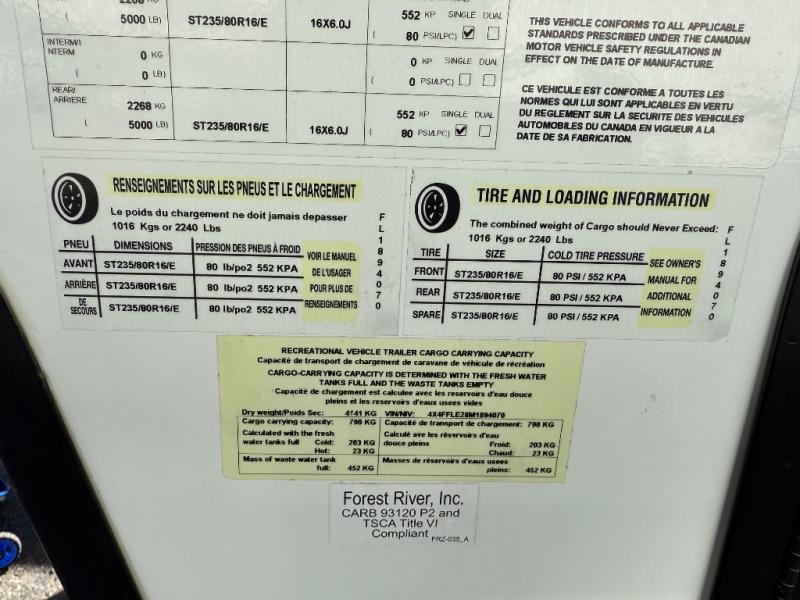 5000 LB)
ST235/80R16/E
16X6.0J
552 KP SINGLE DUAL
( 80 PSI/LPC)
INTERM/I
NTERM
0 KG
( 0 LB)
0 KP SINGLE DUAL
( 0 PSI/LPC)
REAR/
ARRIERE
2268 KG
( 5000 LB)
ST235/80R16/E
16X6.0J
552 KP SINGLE DUAL
( 80 PSI/LPC)
THIS VEHICLE CONFORMS TO ALL APPLICABLE
STANDARDS PRESCRIBED UNDER THE CANADIAN
MOTOR VEHICLE SAFETY REGULATIONS IN
EFFECT ON THE DATE OF MANUFACTURE.
CE VEHICULE EST CONFORME A TOUTES LES
NORMES QUI LUI SONT APPLICABLES EN VERTU
DU REGLEMENT SUR LA SECURITE DES VEHICULES
AUTOMOBILES DU CANADA EN VIGUEUR A LA
DATE DE SA FABRICATION.
RENSEIGNEMENTS SUR LES PNEUS ET LE CHARGEMENT
Le poids du chargement ne doit jamais depasser
1016 Kgs or 2240 Lbs
PNEU DIMENSIONS PRESSION DES PNEUS À FROID
AVANT ST235/80R16/E 80 lb/po2 552 KPA
ARRIÈRE ST235/80R16/E 80 lb/po2 552 KPA
DE
SECOURS ST235/80R16/E 80 lb/po2 552 KPA
VOIR LE MANUEL
DE L'USAGER
POUR PLUS DE
RENSEIGNEMENTS
FL1894070
TIRE AND LOADING INFORMATION
The combined weight of Cargo should Never Exceed:
1016 Kgs or 2240 Lbs
TIRE SIZE COLD TIRE PRESSURE
FRONT ST235/80R16/E 80 PSI / 552 KPA
REAR ST235/80R16/E 80 PSI / 552 KPA
SPARE ST235/80R16/E 80 PSI / 552 KPA
SEE OWNER'S
MANUAL FOR
ADDITIONAL
INFORMATION
FL1894070
RECREATIONAL VEHICLE TRAILER CARGO CARRYING CAPACITY
Capacité de transport de chargement de caravane de véhicule de récréation
CARGO-CARRYING CAPACITY IS DETERMINED WITH THE FRESH WATER
TANKS FULL AND THE WASTE TANKS EMPTY
Capacité de chargement est calculee avec les reservoirs d'eau douce
pleins et les reservoirs d'eaux usees vides
Dry weight/Poids Sec: 4141 KG VIN/NIV: 4X4FFLE28M1894070
Cargo carrying capacity: 790 KG Capacité de transport de chargement: 790 KG
Calculated with the fresh Calculé ave les réservoirs d'eau
water tanks full Cold: 203 KG douce pleins Froid: 203 KG
Hot: 23 KG Chaud: 23 KG
Mass of waste water tank Masses de réservoirs d'eaux usees
full: 452 KG pleins: 452 KG
Forest River, Inc.
CARB 93120 P2 and
TSCA Title VI
Compliant FRZ-035_A